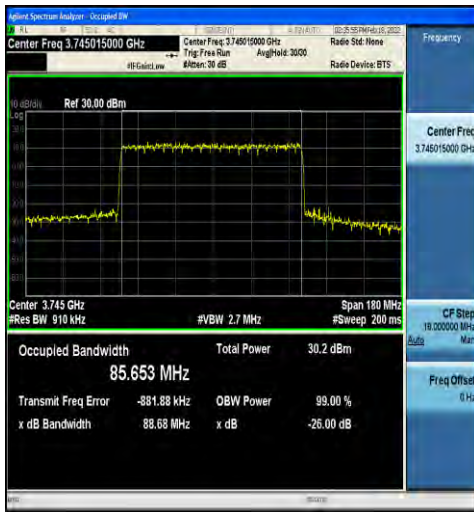 Agilent Spectrum Analyzer - Occupied BW
RL
02:35:55 PM Feb 18, 2022
Center Freq 3.745015000 GHz
Center Freq: 3.745015000 GHz
Radio Std: None
Frequency
Trig: Free Run
Avg|Hold: 30/30
#IFGain:Low
#Atten: 30 dB
Radio Device: BTS
10 dB/div
Ref 30.00 dBm
Log
Center Freq
3.745015000 GHz
Center 3.745 GHz
Span 180 MHz
#Res BW 910 kHz
#VBW 2.7 MHz
#Sweep 200 ms
CF Step
18.000000 MHz
Auto
Man
Occupied Bandwidth
Total Power
30.2 dBm
85.653 MHz
Freq Offset
0 Hz
Transmit Freq Error
-881.88 kHz
OBW Power
99.00 %
x dB Bandwidth
88.68 MHz
x dB
-26.00 dB